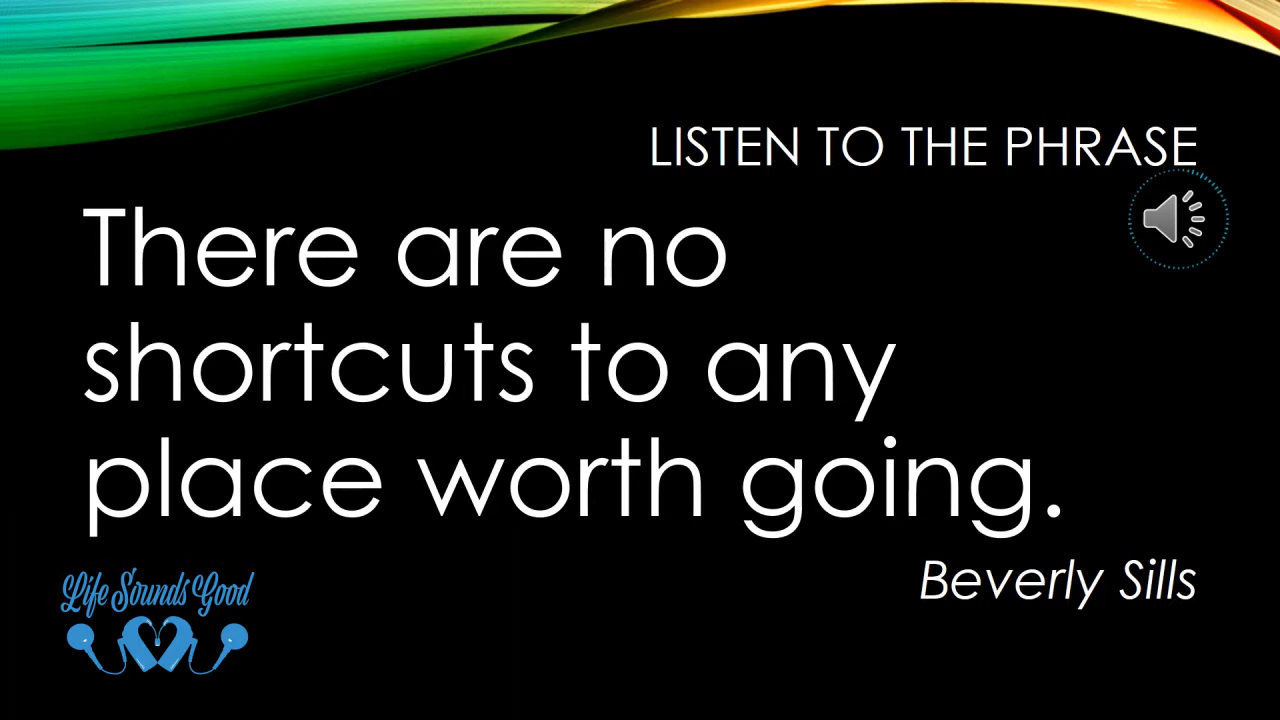 LISTEN TO THE PHRASE
There are no
shortcuts to any
place worth going.
Beverly Sills
Life Sounds Good